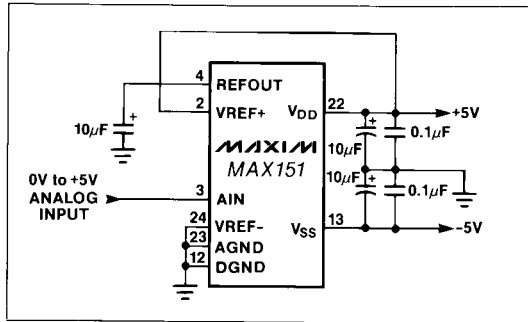 4 REFOUT
2 VREF+
VDD 22
+5V
10µF +
+ 10µF
0.1µF
MAXIM
MAX151
0V to +5V
ANALOG
INPUT
3 AIN
10µF +
0.1µF
24 VREF-
23 AGND
12 DGND
VSS 13
-5V